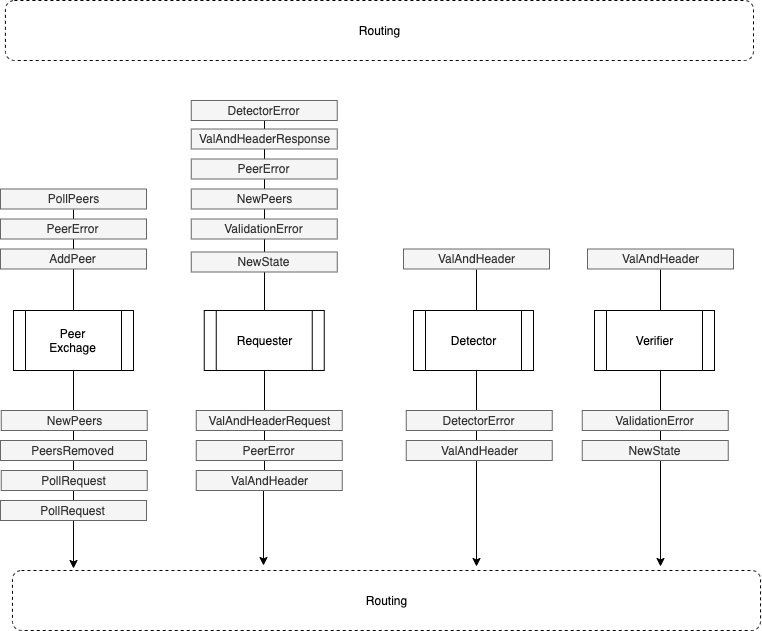 Routing
DetectorError
ValAndHeaderResponse
PeerError
NewPeers
ValidationError
NewState
PollPeers
PeerError
AddPeer
ValAndHeader
ValAndHeader
Peer
Exchage
Requester
Detector
Verifier
NewPeers
PeersRemoved
PollRequest
PollRequest
ValAndHeaderRequest
PeerError
ValAndHeader
DetectorError
ValAndHeader
ValidationError
NewState
Routing